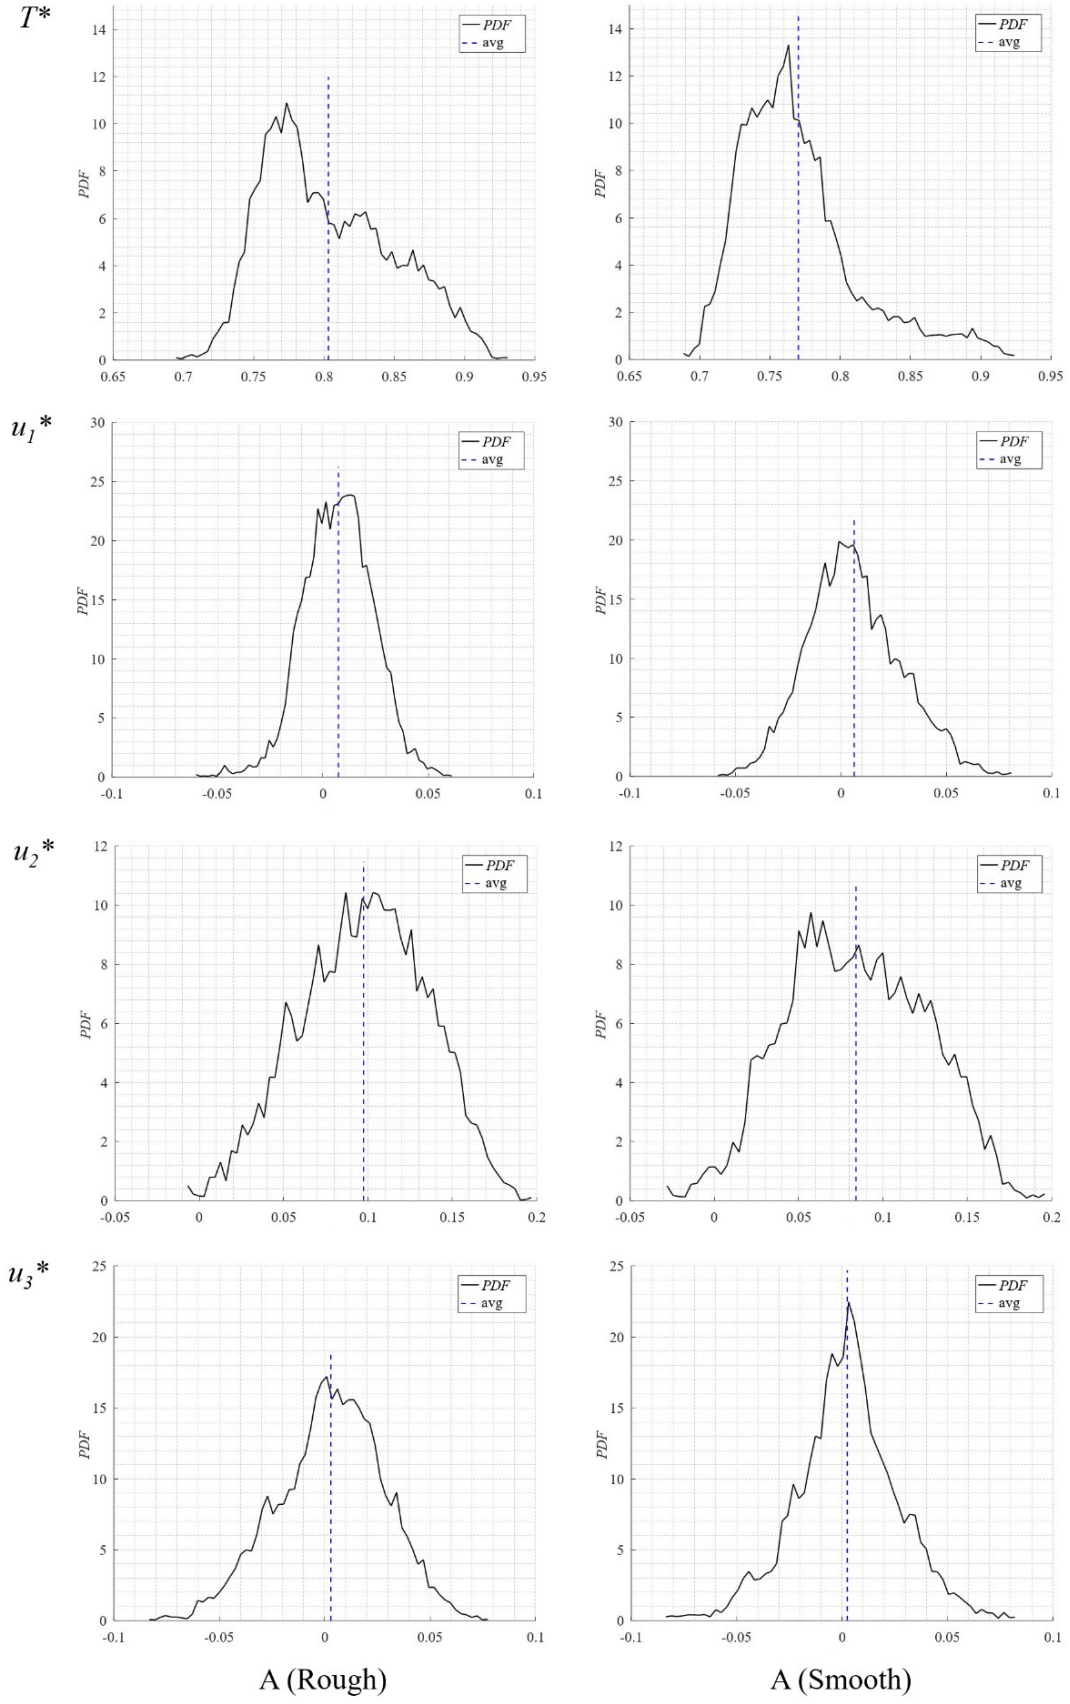 T*
PDF
avg
14
12
10
8
6
4
2
0
PDF
0.65 0.7 0.75 0.8 0.85 0.9 0.95
PDF
avg
14
12
10
8
6
4
2
0
PDF
0.65 0.7 0.75 0.8 0.85 0.9 0.95
u1*
PDF
avg
30
25
20
15
10
5
0
PDF
-0.1 -0.05 0 0.05 0.1
PDF
avg
30
25
20
15
10
5
0
PDF
-0.1 -0.05 0 0.05 0.1
u2*
PDF
avg
12
10
8
6
4
2
0
PDF
-0.05 0 0.05 0.1 0.15 0.2
PDF
avg
12
10
8
6
4
2
0
PDF
-0.05 0 0.05 0.1 0.15 0.2
u3*
PDF
avg
25
20
15
10
5
0
PDF
-0.1 -0.05 0 0.05 0.1
PDF
avg
25
20
15
10
5
0
PDF
-0.1 -0.05 0 0.05 0.1
A (Rough)
A (Smooth)